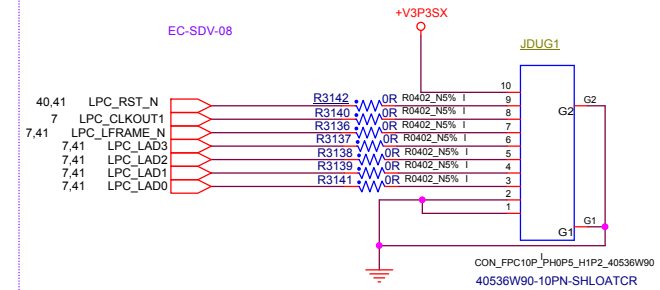 +V3P3SX
EC-SDV-08
JDUG1
10
40,41 LPC_RST_N R3142 0R R0402_N5% I 9
7 LPC_CLKOUT1 R3140 0R R0402_N5% I 8
7,41 LPC_LFRAME_N R3136 0R R0402_N5% I 7
7,41 LPC_LAD3 R3137 0R R0402_N5% I 6
7,41 LPC_LAD2 R3138 0R R0402_N5% I 5
7,41 LPC_LAD1 R3139 0R R0402_N5% I 4
7,41 LPC_LAD0 R3141 0R R0402_N5% I 3
2
1
G2 G2
G1 G1
I
CON_FPC10P_PH0P5_H1P2_40536W90
40536W90-10PN-SHLOATCR